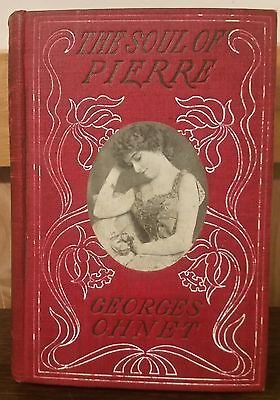 THE SOUL OF
PIERRE
GEORGES
OHNET